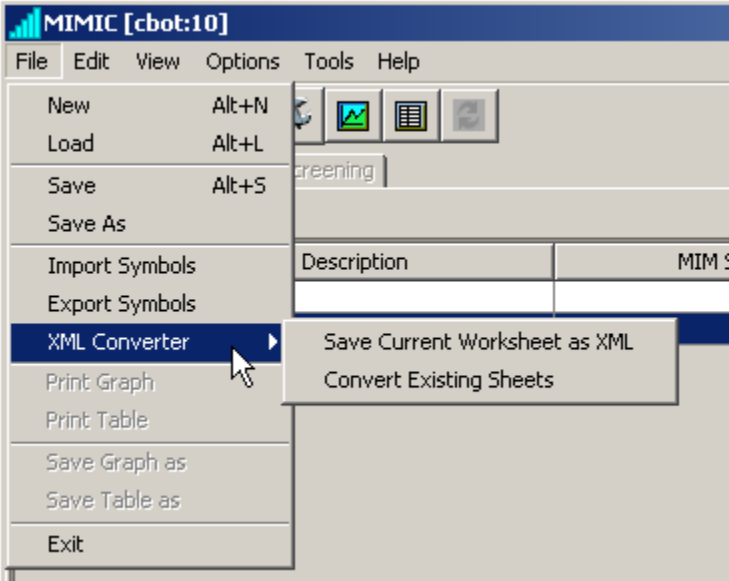 MIMIC [cbot:10]
File Edit View Options Tools Help
New Alt+N
Load Alt+L
Save Alt+S
Save As
Import Symbols
Export Symbols
XML Converter
Print Graph
Print Table
Save Graph as
Save Table as
Exit
Save Current Worksheet as XML
Convert Existing Sheets
Description MIM